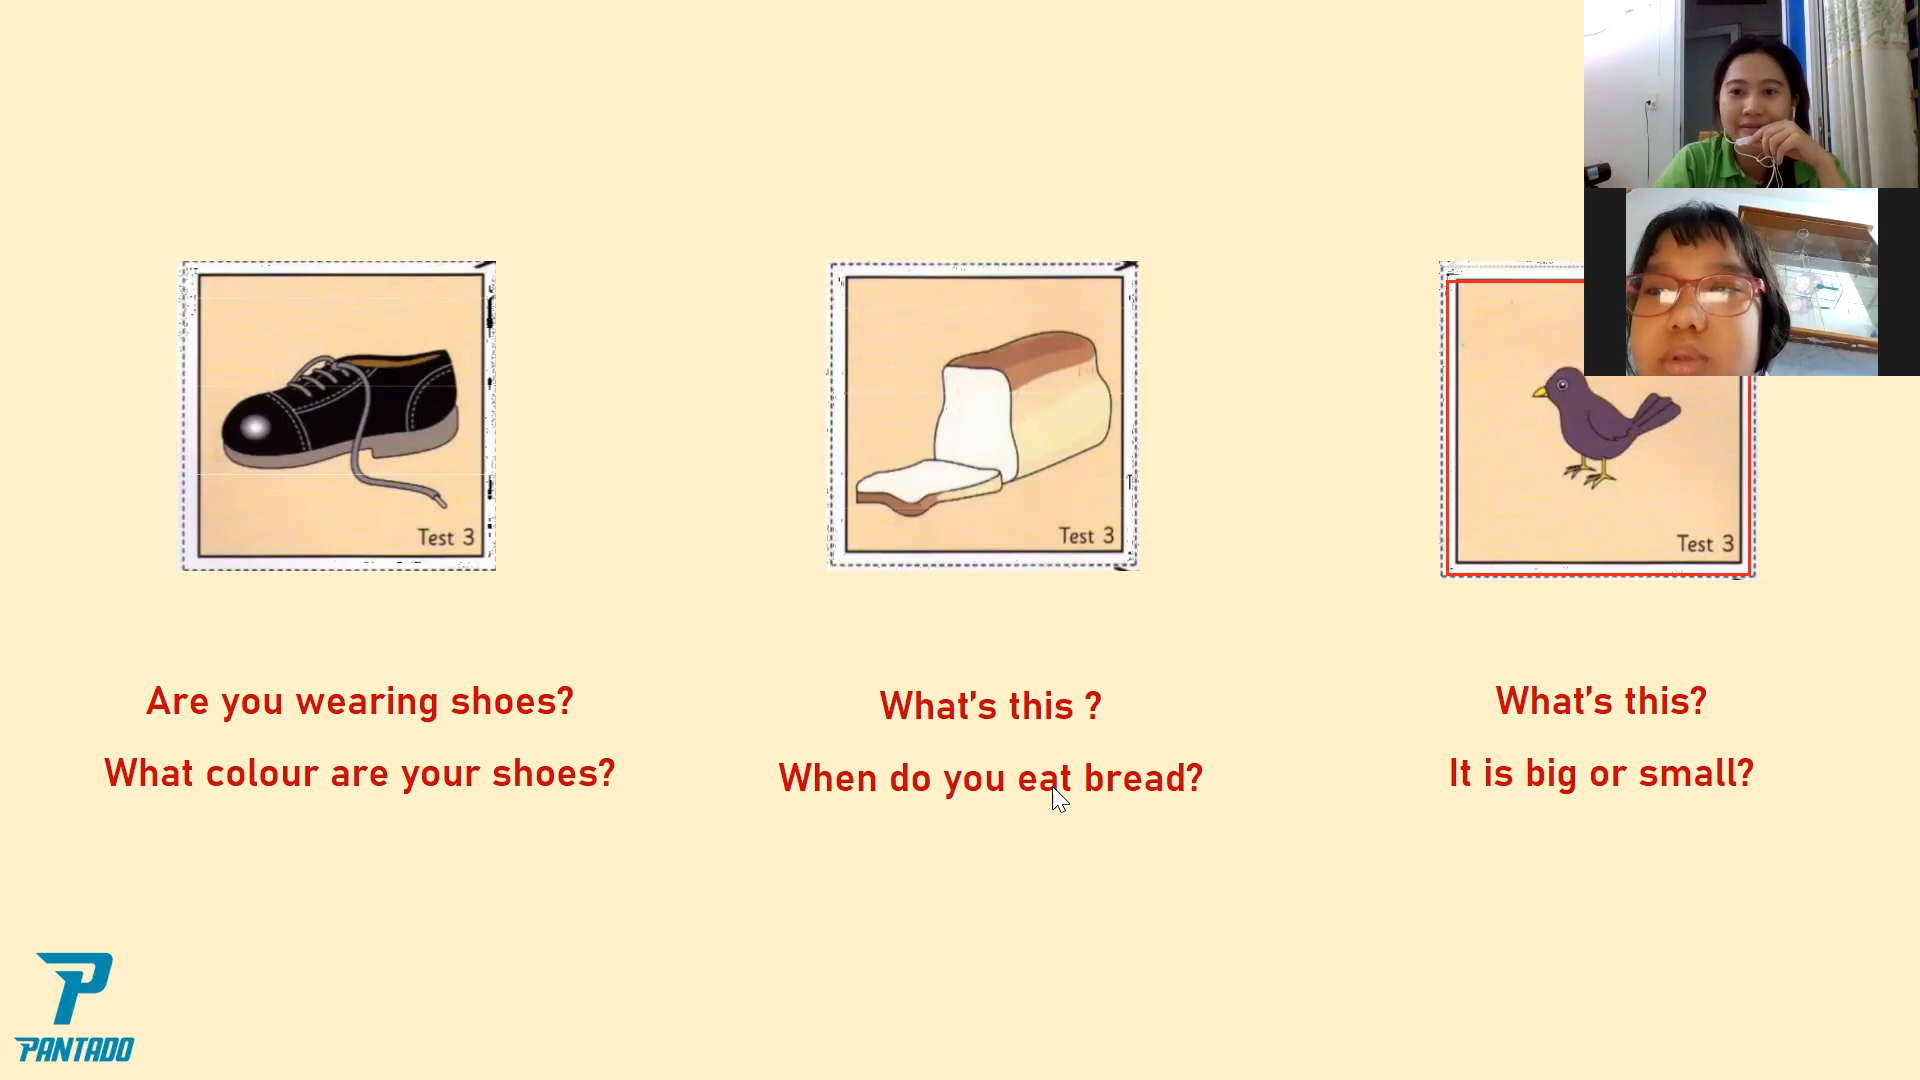 Test 3
Are you wearing shoes?
What colour are your shoes?
Test 3
What's this ?
When do you eat bread?
Test 3
What's this?
It is big or small?
PANTADO